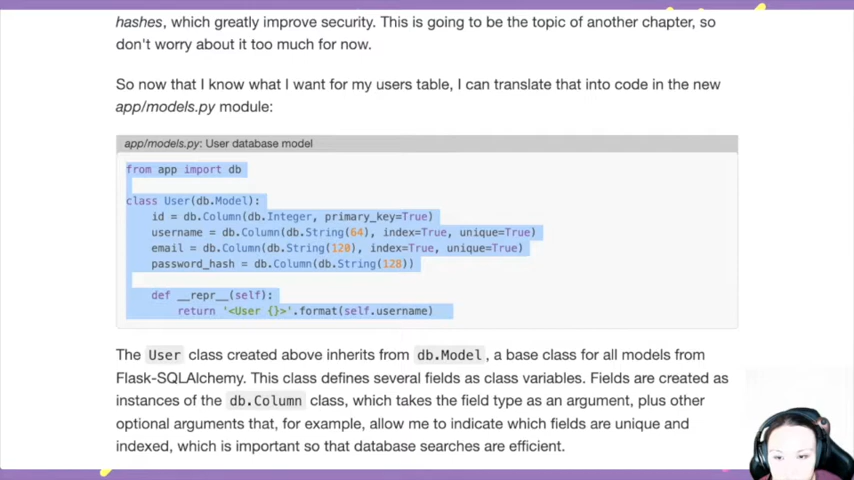 hashes, which greatly improve security. This is going to be the topic of another chapter, so
don't worry about it too much for now.
So now that I know what I want for my users table, I can translate that into code in the new
app/models.py module:
app/models.py: User database model
from app import db
class User(db.Model):
    id = db.Column(db.Integer, primary_key=True)
    username = db.Column(db.String(64), index=True, unique=True)
    email = db.Column(db.String(120), index=True, unique=True)
    password_hash = db.Column(db.String(128))
    def __repr__(self):
        return '<User {}>'.format(self.username)
The User class created above inherits from db.Model, a base class for all models from
Flask-SQLAlchemy. This class defines several fields as class variables. Fields are created as
instances of the db.Column class, which takes the field type as an argument, plus other
optional arguments that, for example, allow me to indicate which fields are unique and
indexed, which is important so that database searches are efficient.